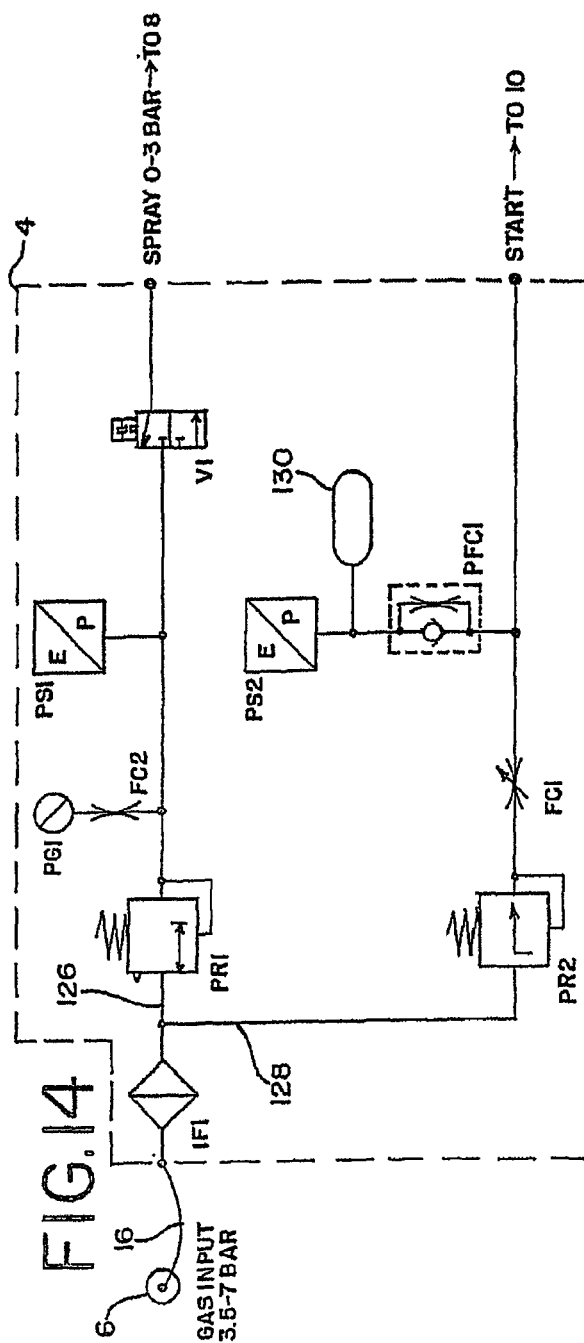 FIG. 14
4
6
16
GAS INPUT
3.5-7 BAR
IF1
126
128
PR1
PG1
FC2
PS1
E
P
V1
SPRAY 0-3 BAR → TO 8
PR2
FC1
PS2
E
P
130
PFC1
START → TO 10